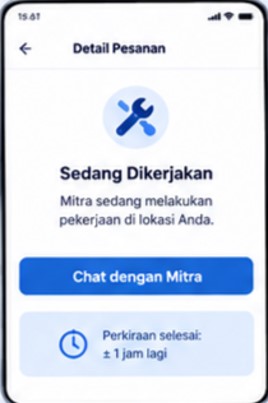 15:61
Detail Pesanan
Sedang Dikerjakan
Mitra sedang melakukan
pekerjaan di lokasi Anda.
Chat dengan Mitra
Perkiraan selesai:
± 1 jam lagi